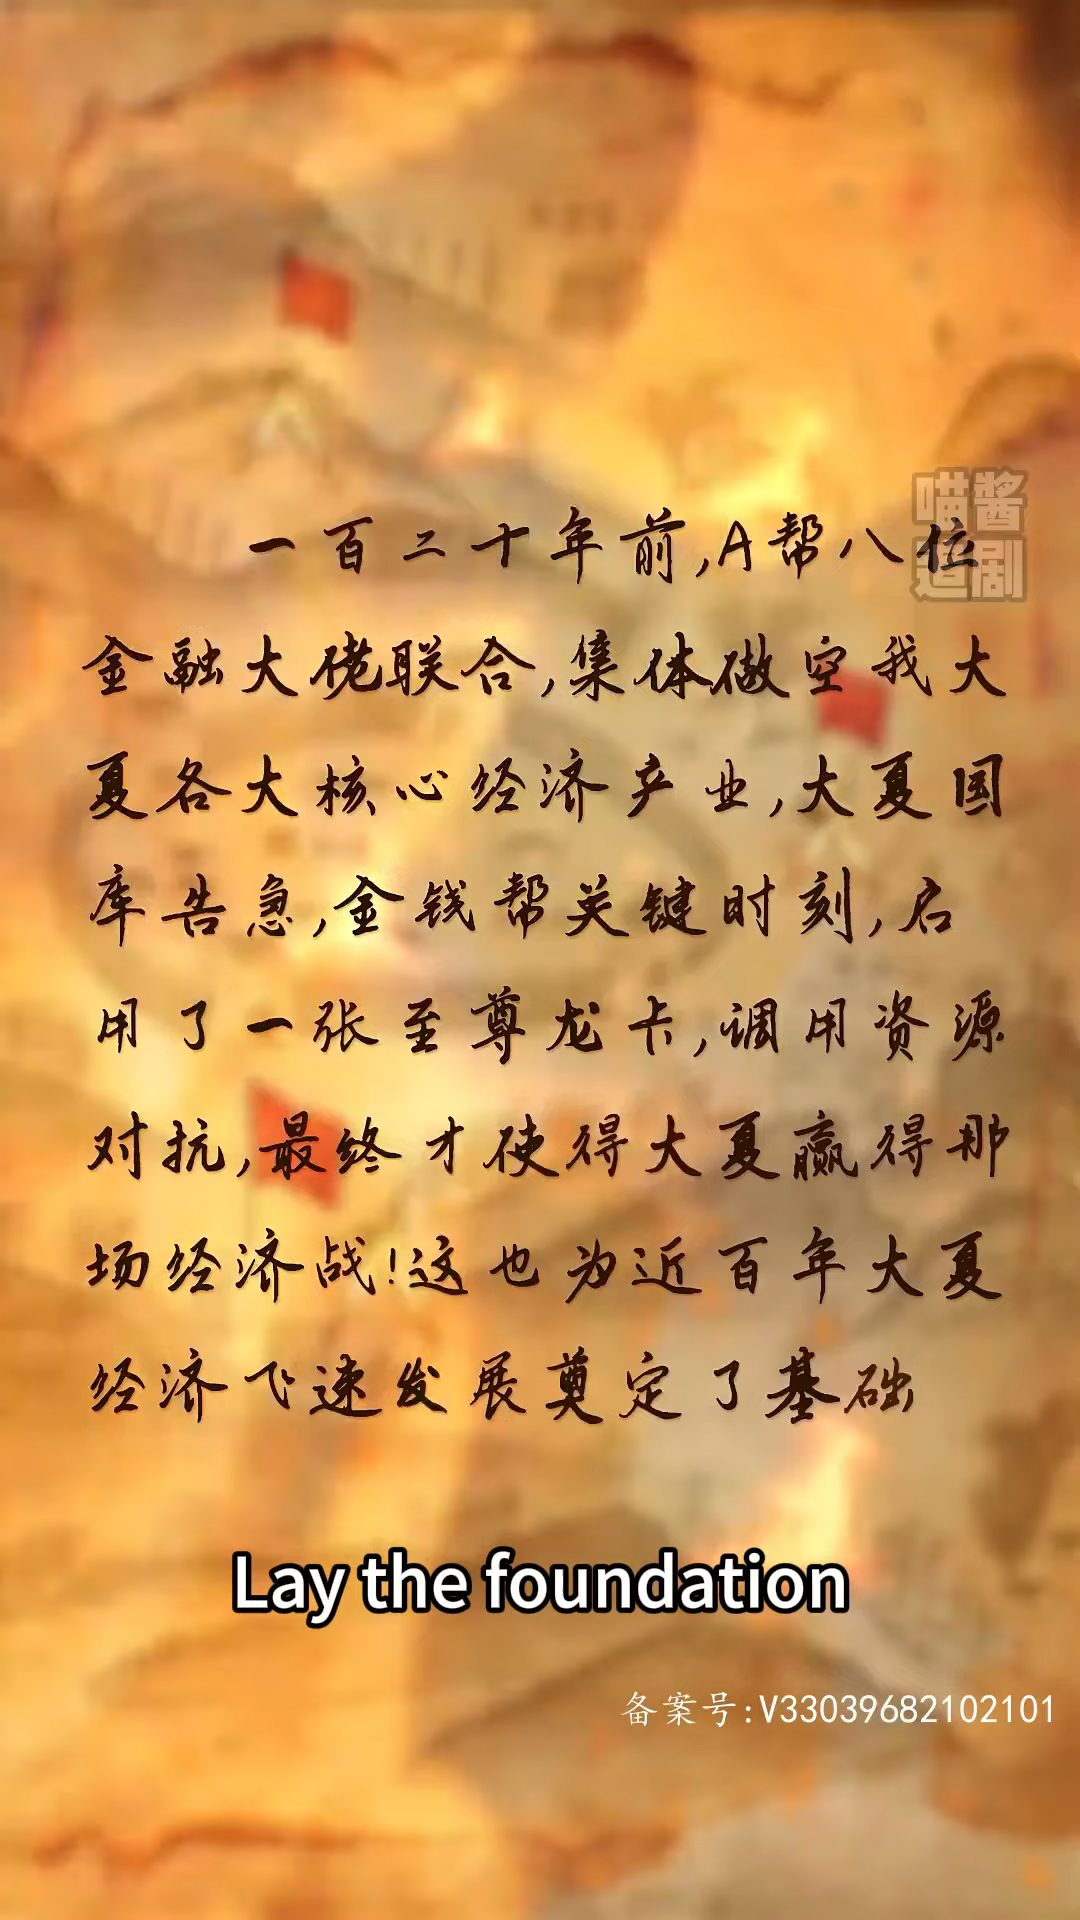 喵酱
追剧
一百二十年前,A帮八位
金融大佬联合,集体做空我大
夏各大核心经济产业,大夏国
库告急,金钱帮关键时刻,启
用了一张至尊龙卡,调用资源
对抗,最终才使得大夏赢得那
场经济战!这也为近百年大夏
经济飞速发展奠定了基础
Lay the foundation
备案号:V33039682102101